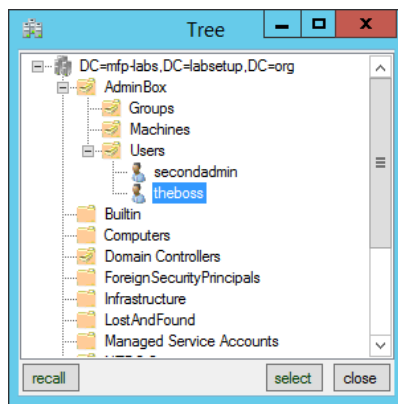 Tree
DC=mfp-labs,DC=labsetup,DC=org
AdminBox
Groups
Machines
Users
secondadmin
theboss
Builtin
Computers
Domain Controllers
ForeignSecurityPrincipals
Infrastructure
LostAndFound
Managed Service Accounts
recall select close